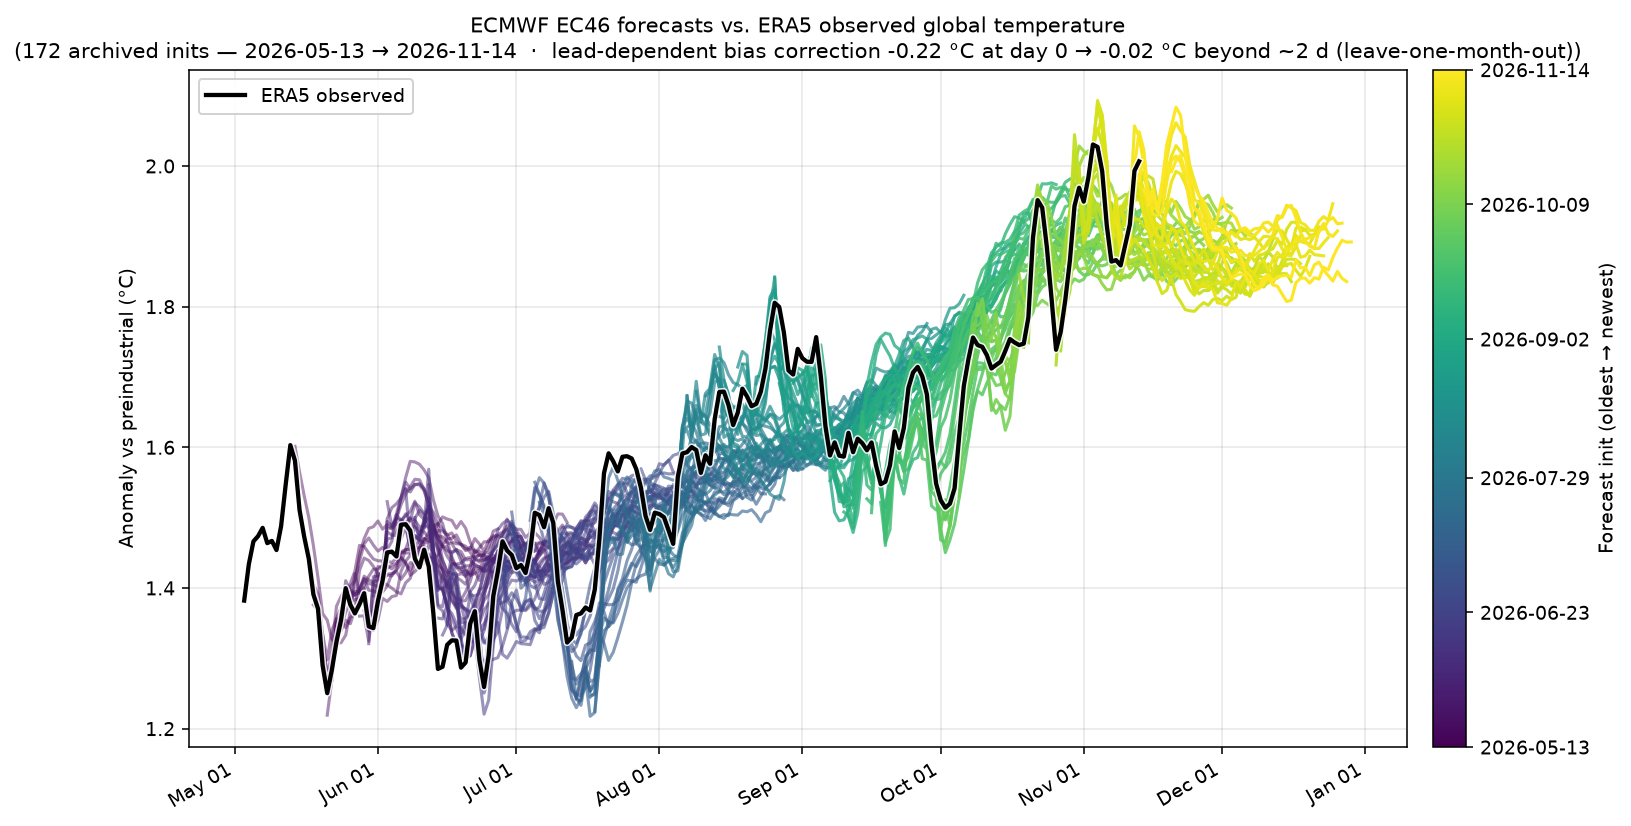 ECMWF EC46 forecasts vs. ERA5 observed global temperature
(172 archived inits — 2026-05-13 → 2026-11-14 · lead-dependent bias correction -0.22 °C at day 0 → -0.02 °C beyond ~2 d (leave-one-month-out))
ERA5 observed
Anomaly vs preindustrial (°C)
2.0
1.8
1.6
1.4
1.2
May 01
Jun 01
Jul 01
Aug 01
Sep 01
Oct 01
Nov 01
Dec 01
Jan 01
2026-11-14
2026-10-09
2026-09-02
2026-07-29
2026-06-23
2026-05-13
Forecast init (oldest → newest)